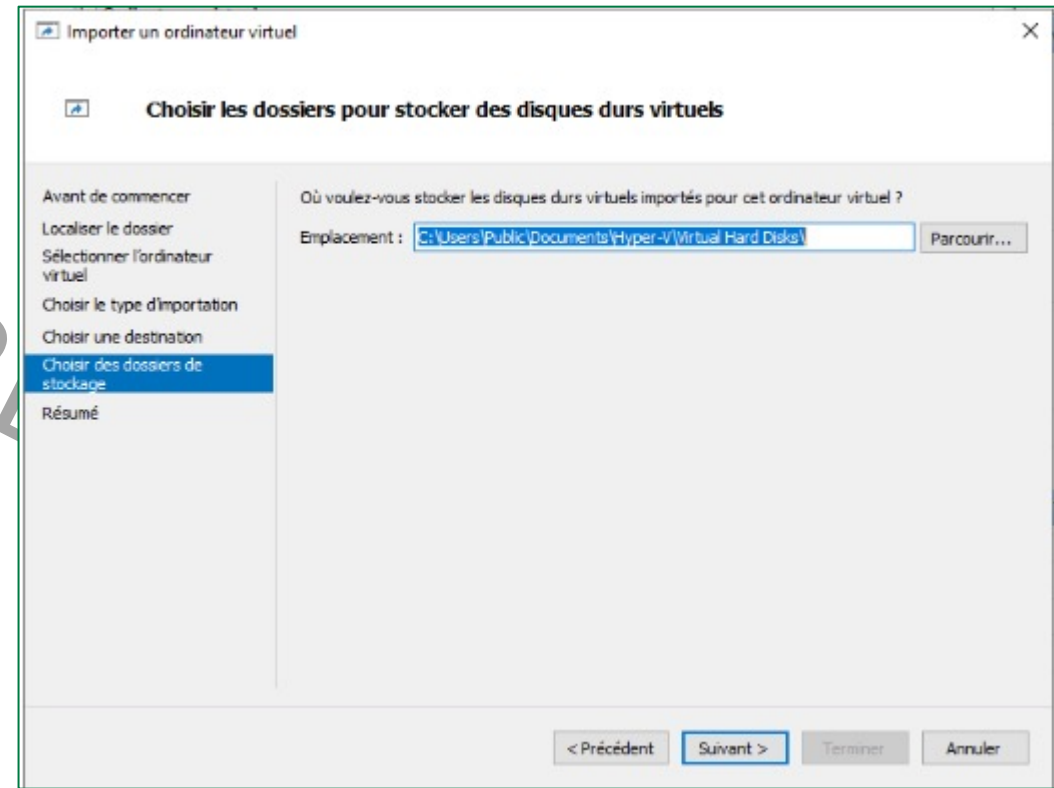 Importer un ordinateur virtuel
Choisir les dossiers pour stocker des disques durs virtuels
Avant de commencer
Localiser le dossier
Sélectionner l'ordinateur
virtuel
Choisir le type d'importation
Choisir une destination
Choisir des dossiers de
stockage
Résumé
Où voulez-vous stocker les disques durs virtuels importés pour cet ordinateur virtuel ?
Emplacement : C:\Users\Public\Documents\Hyper-V\Virtual Hard Disks\ Parcourir...
< Précédent Suivant > Terminer Annuler